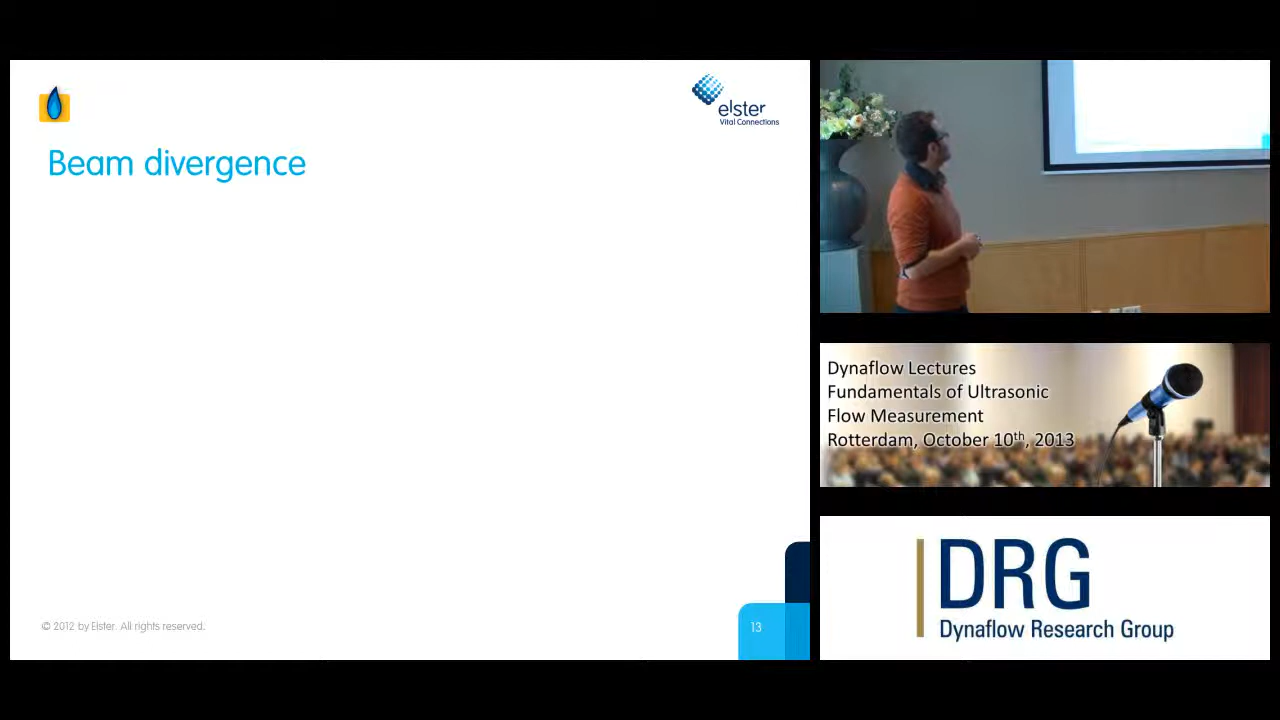 elster
Vital Connections
Beam divergence
© 2012 by Elster. All rights reserved.
13
Dynaflow Lectures
Fundamentals of Ultrasonic
Flow Measurement
Rotterdam, October 10th, 2013
DRG
Dynaflow Research Group